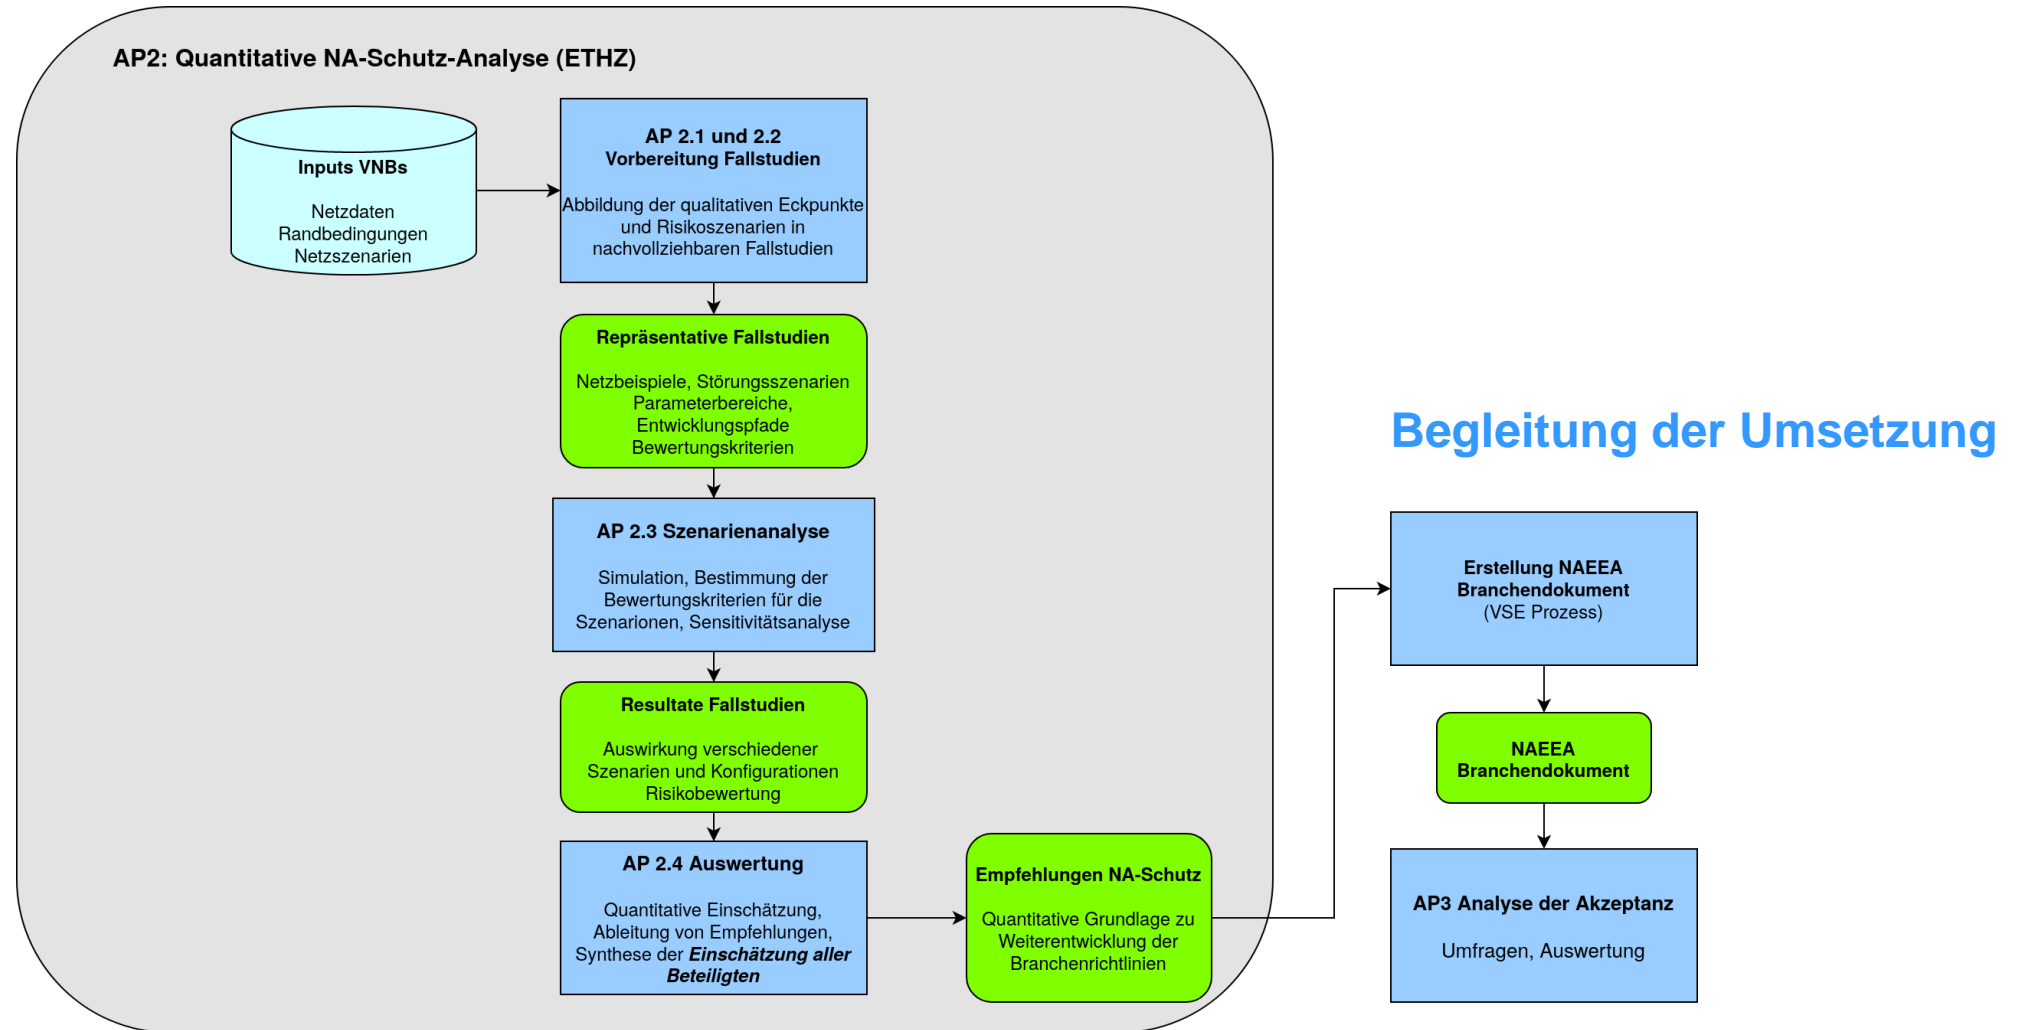 AP2: Quantitative NA-Schutz-Analyse (ETHZ)
Inputs VNBs
Netzdaten
Randbedingungen
Netzszenarien
AP 2.1 und 2.2
Vorbereitung Fallstudien
Abbildung der qualitativen Eckpunkte
und Risikoszenarien in
nachvollziehbaren Fallstudien
Repräsentative Fallstudien
Netzbeispiele, Störungsszenarien
Parameterbereiche,
Entwicklungspfade
Bewertungskriterien
AP 2.3 Szenarienanalyse
Simulation, Bestimmung der
Bewertungskriterien für die
Szenarionen, Sensitivitätsanalyse
Resultate Fallstudien
Auswirkung verschiedener
Szenarien und Konfigurationen
Risikobewertung
AP 2.4 Auswertung
Quantitative Einschätzung,
Ableitung von Empfehlungen,
Synthese der Einschätzung aller
Beteiligten
Empfehlungen NA-Schutz
Quantitative Grundlage zu
Weiterentwicklung der
Branchenrichtlinien
Begleitung der Umsetzung
Erstellung NAEEA
Branchendokument
(VSE Prozess)
NAEEA
Branchendokument
AP3 Analyse der Akzeptanz
Umfragen, Auswertung